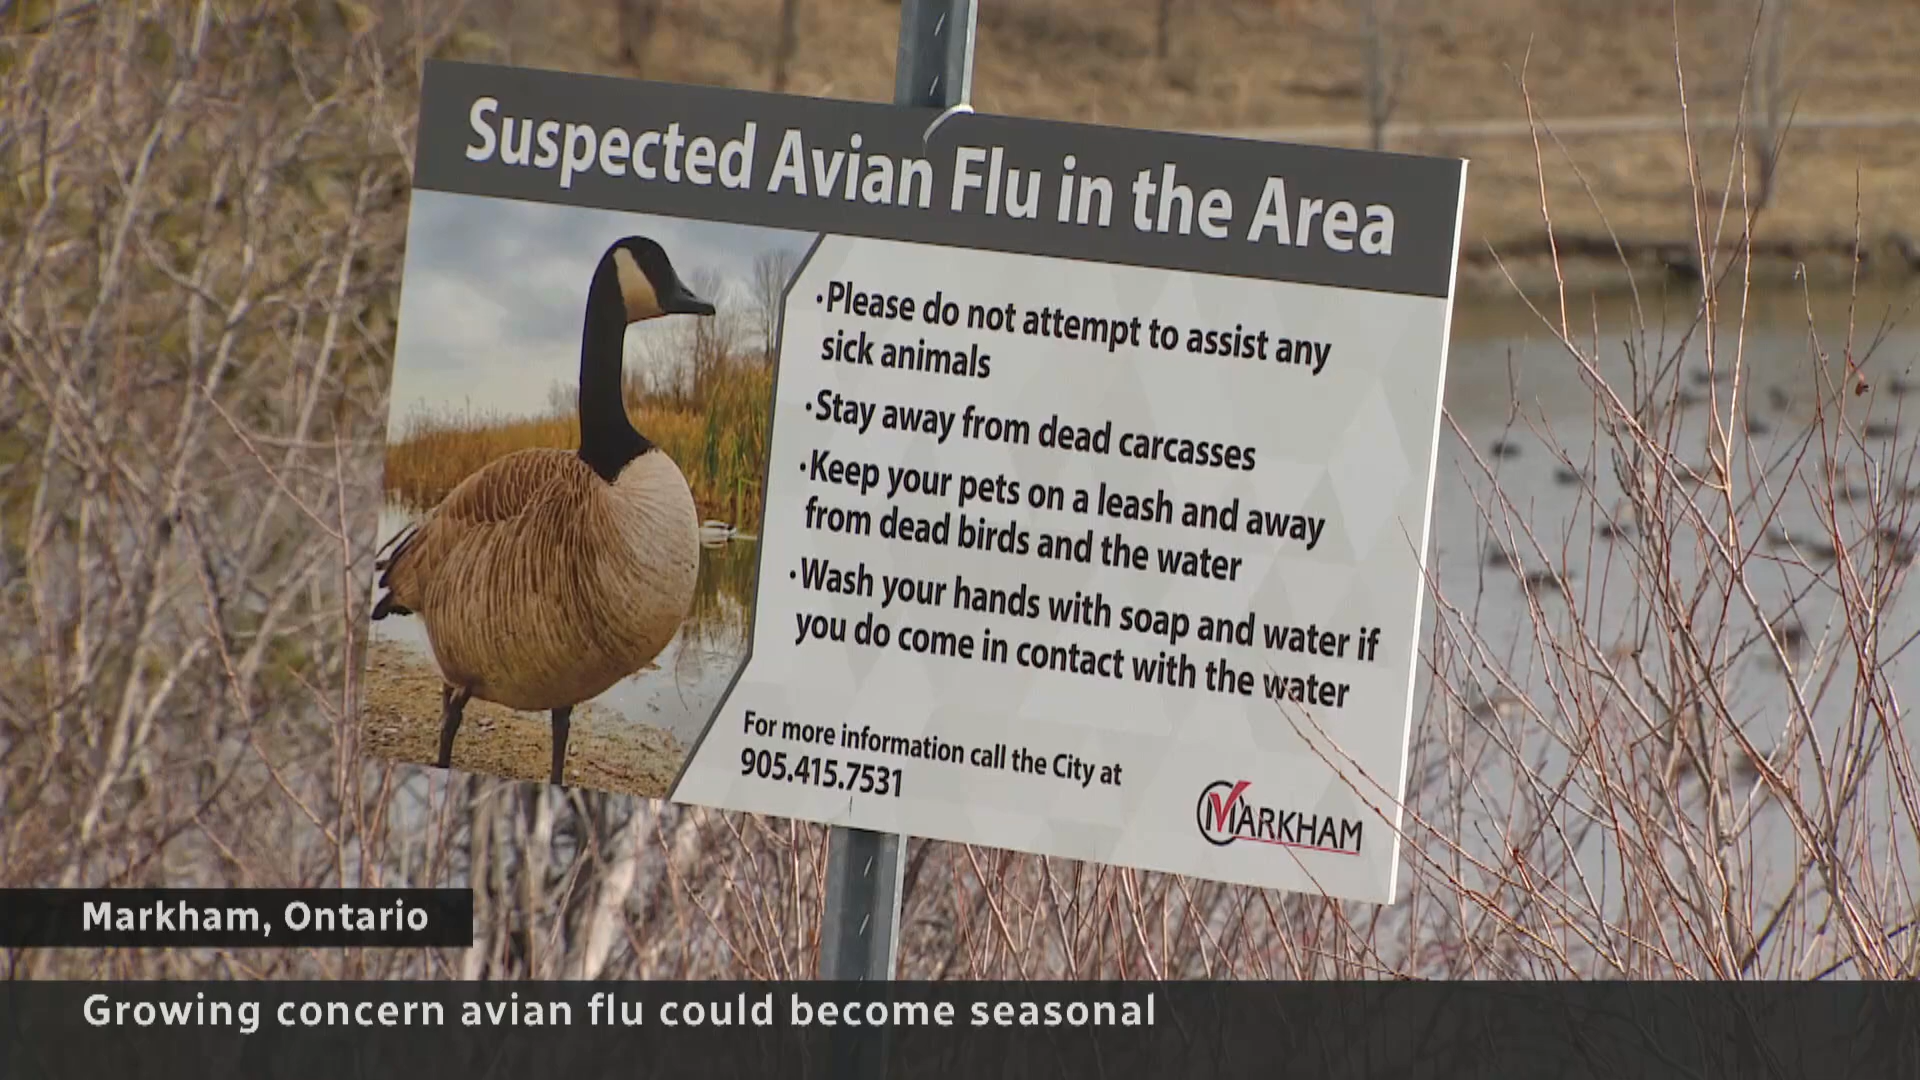 Suspected Avian Flu in the Area
·Please do not attempt to assist any
sick animals
·Stay away from dead carcasses
·Keep your pets on a leash and away
from dead birds and the water
·Wash your hands with soap and water if
you do come in contact with the water
For more information call the City at
905.415.7531
MARKHAM
Markham, Ontario
Growing concern avian flu could become seasonal